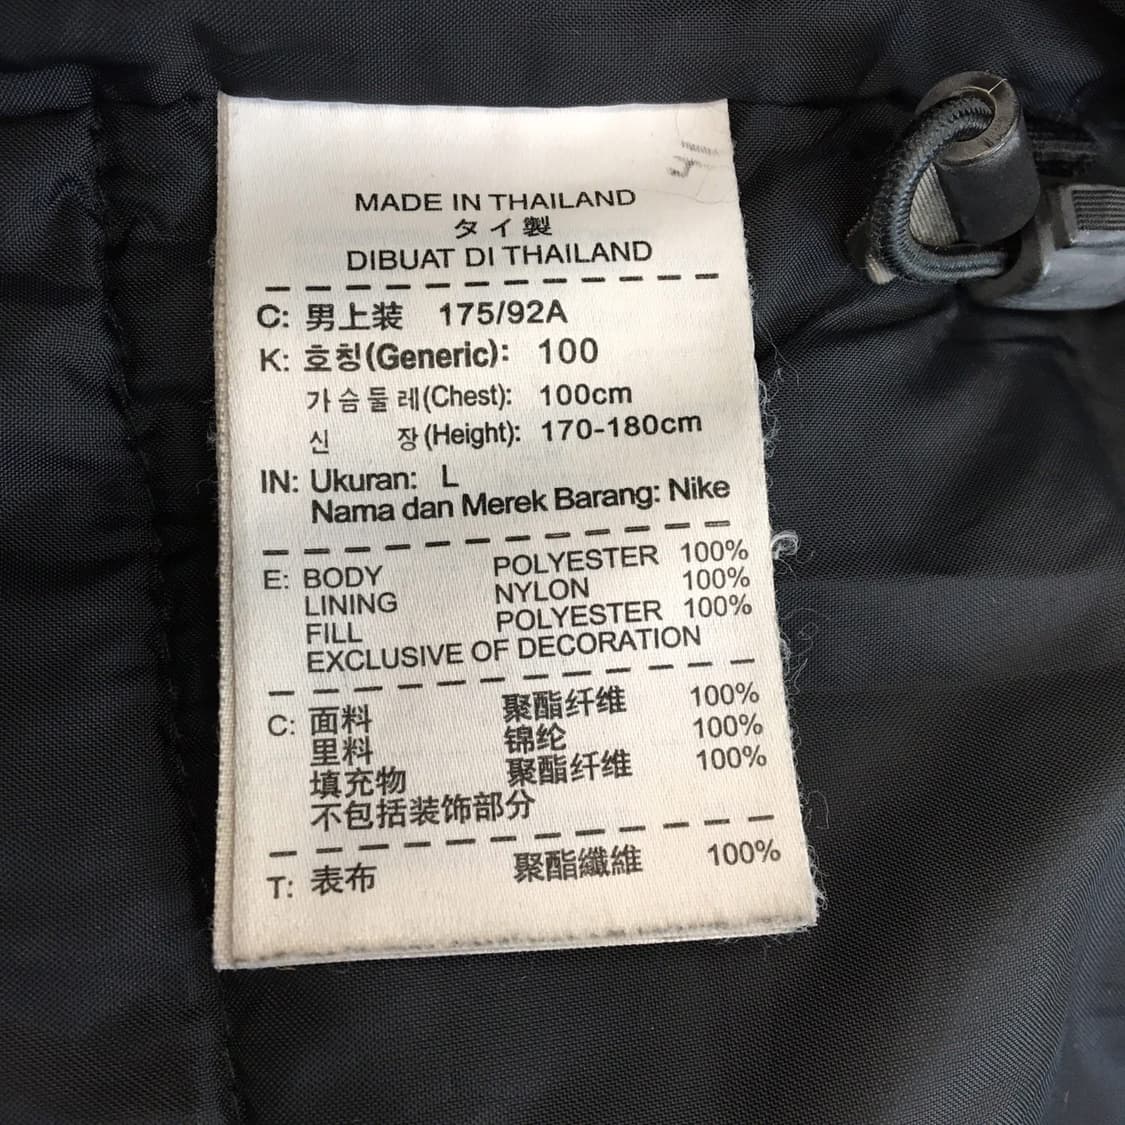 MADE IN THAILAND
タイ製
DIBUAT DI THAILAND
C: 男上装 175/92A
K: 호칭(Generic): 100
가슴둘레(Chest): 100cm
신 장(Height): 170-180cm
IN: Ukuran: L
Nama dan Merek Barang: Nike
E: BODY POLYESTER 100%
LINING NYLON 100%
FILL POLYESTER 100%
EXCLUSIVE OF DECORATION
C: 面料 聚酯纤维 100%
里料 锦纶 100%
填充物 聚酯纤维 100%
不包括装饰部分
T: 表布 聚酯纖維 100%